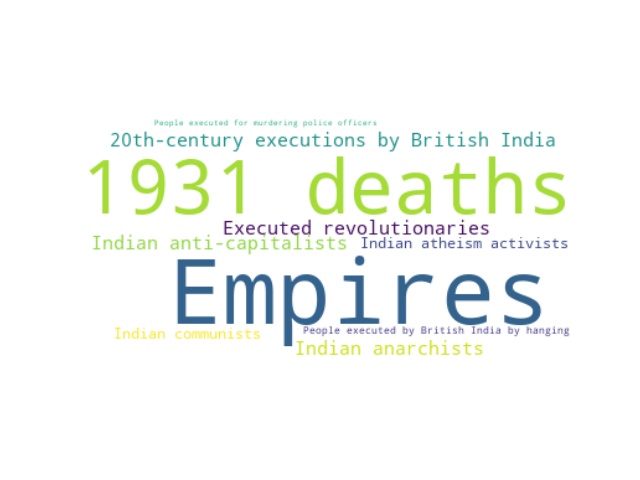 People executed for murdering police officers
20th-century executions by British India
1931 deaths
Executed revolutionaries
Indian anti-capitalists
Indian atheism activists
Empires
Indian communists
People executed by British India by hanging
Indian anarchists